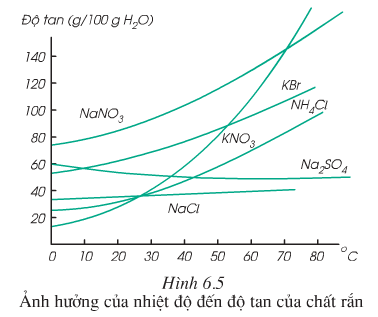 Độ tan (g/100 g H₂O)
140
120
100
80
60
40
20
NaNO₃
KBr
NH₄Cl
KNO₃
Na₂SO₄
NaCl
0 10 20 30 40 50 60 70 80 °C
Hình 6.5
Ảnh hưởng của nhiệt độ đến độ tan của chất rắn